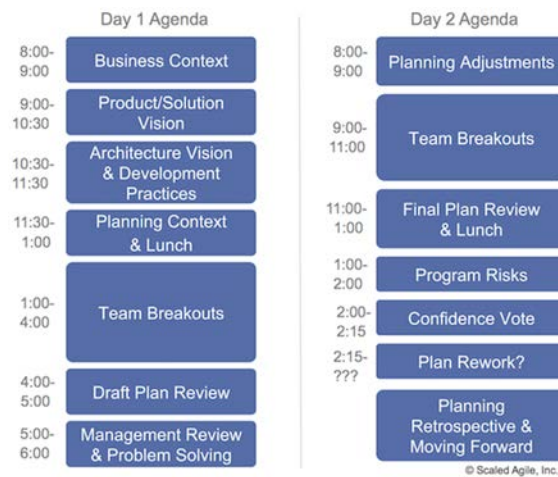 Day 1 Agenda
8:00-
9:00
Business Context
9:00-
10:30
Product/Solution
Vision
10:30-
11:30
Architecture Vision
& Development
Practices
11:30-
1:00
Planning Context
& Lunch
1:00-
4:00
Team Breakouts
4:00-
5:00
Draft Plan Review
5:00-
6:00
Management Review
& Problem Solving
Day 2 Agenda
8:00-
9:00
Planning Adjustments
9:00-
11:00
Team Breakouts
11:00-
1:00
Final Plan Review
& Lunch
1:00-
2:00
Program Risks
2:00-
2:15
Confidence Vote
2:15-
???
Plan Rework?
Planning
Retrospective &
Moving Forward
© Scaled Agile, Inc.